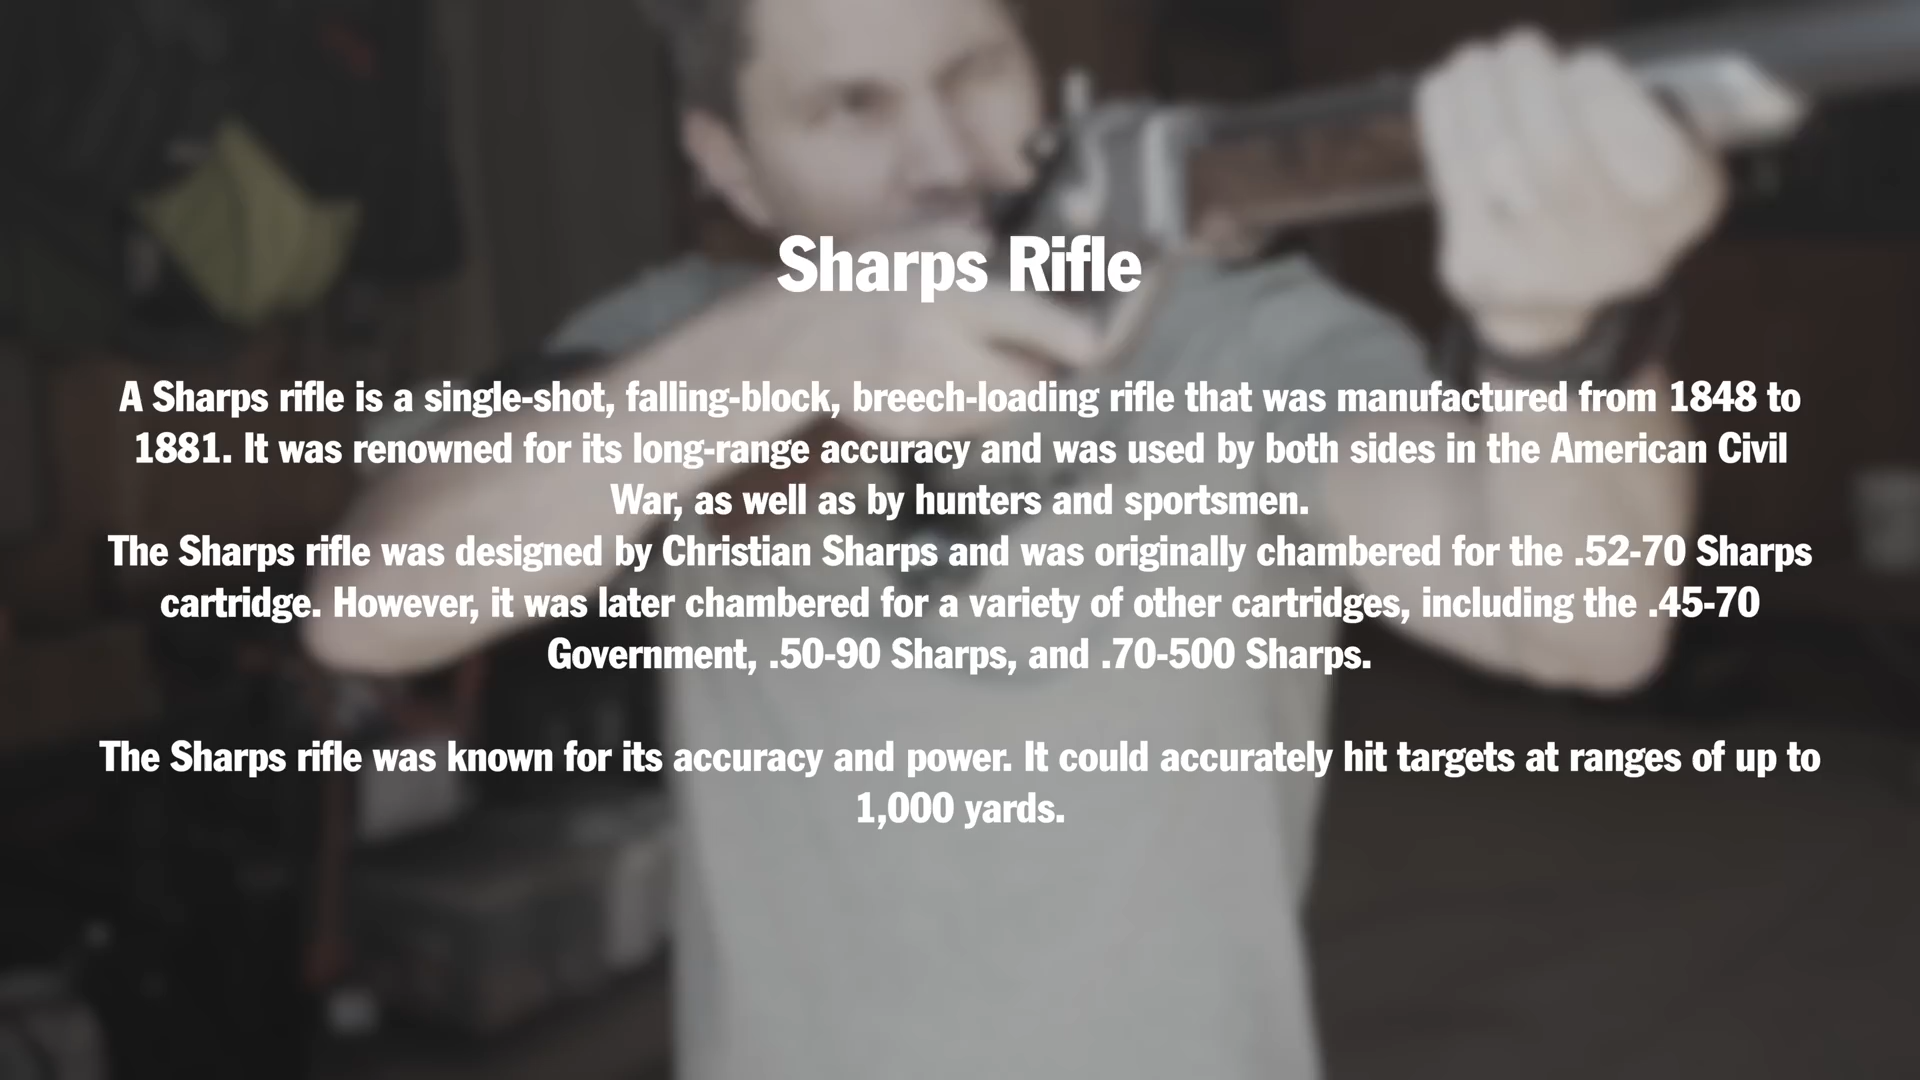 Sharps Rifle
A Sharps rifle is a single-shot, falling-block, breech-loading rifle that was manufactured from 1848 to
1881. It was renowned for its long-range accuracy and was used by both sides in the American Civil
War, as well as by hunters and sportsmen.
The Sharps rifle was designed by Christian Sharps and was originally chambered for the .52-70 Sharps
cartridge. However, it was later chambered for a variety of other cartridges, including the .45-70
Government, .50-90 Sharps, and .70-500 Sharps.
The Sharps rifle was known for its accuracy and power. It could accurately hit targets at ranges of up to
1,000 yards.